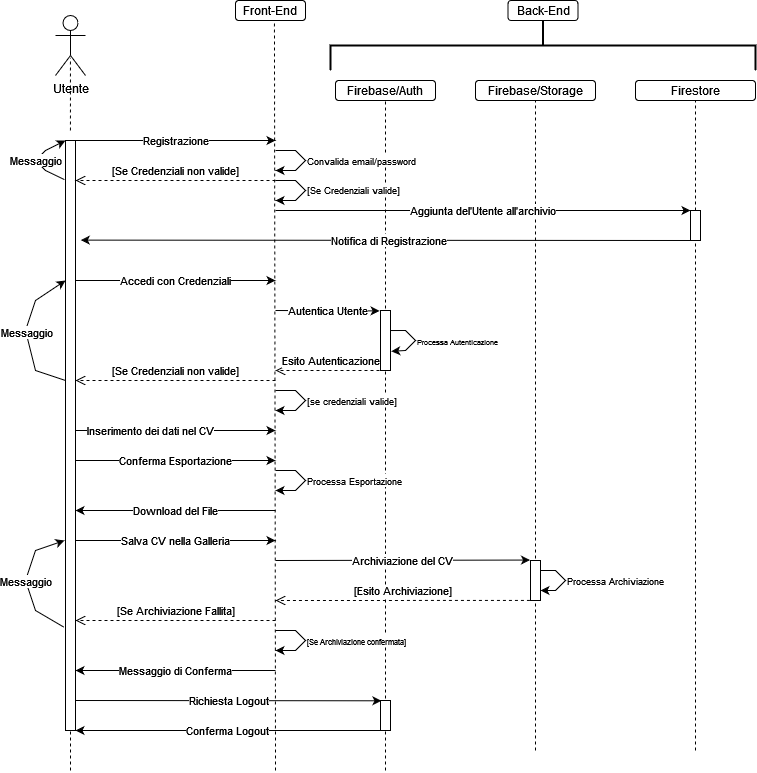 Front-End
Back-End
Utente
Firebase/Auth
Firebase/Storage
Firestore
Registrazione
Messaggio
Convalida email/password
[Se Credenziali non valide]
[Se Credenziali valide]
Aggiunta del'Utente all'archivio
Notifica di Registrazione
Accedi con Credenziali
Autentica Utente
Messaggio
Processa Autenticazione
Esito Autenticazione
[Se Credenziali non valide]
[se credenziali valide]
Inserimento dei dati nel CV
Conferma Esportazione
Processa Esportazione
Download del File
Salva CV nella Galleria
Archiviazione del CV
Messaggio
Processa Archiviazione
[Esito Archiviazione]
[Se Archiviazione Fallita]
[Se Archiviazione confermata]
Messaggio di Conferma
Richiesta Logout
Conferma Logout